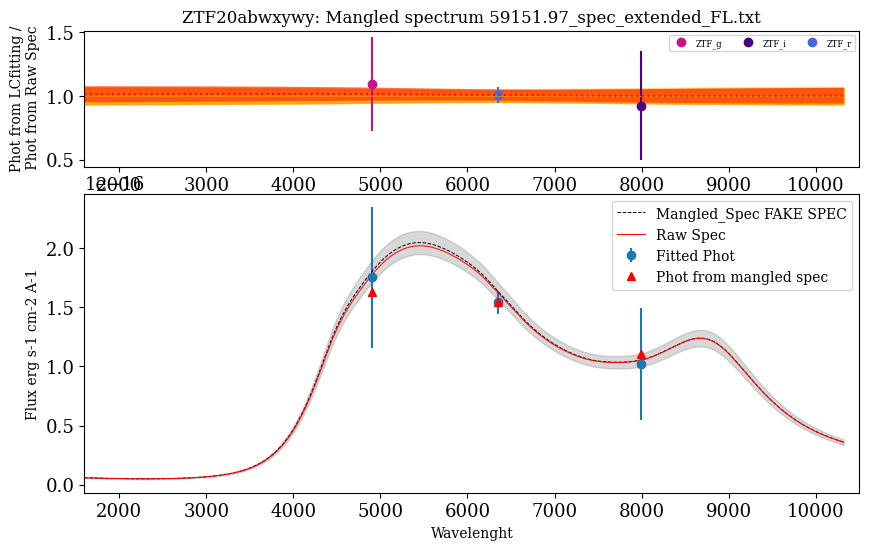 ZTF20abwxywy: Mangled spectrum 59151.97_spec_extended_FL.txt
Phot from LCfitting /
Phot from Raw Spec
1.5
1.0
0.5
ZTF_g ZTF_i ZTF_r
2000 3000 4000 5000 6000 7000 8000 9000 10000
1e−16
Flux erg s-1 cm-2 A-1
2.0
1.5
1.0
0.5
0.0
Mangled_Spec FAKE SPEC
Raw Spec
Fitted Phot
Phot from mangled spec
2000 3000 4000 5000 6000 7000 8000 9000 10000
Wavelenght